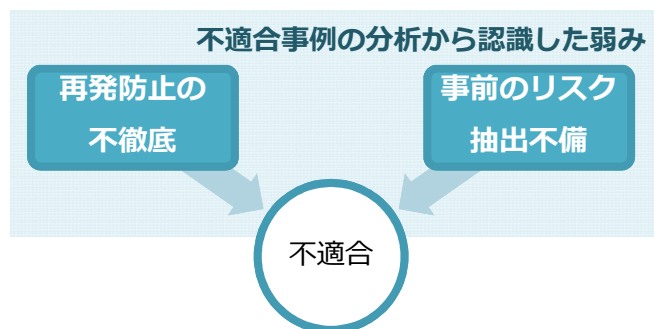 不適合事例の分析から認識した弱み
再発防止の
不徹底
事前のリスク
抽出不備
不適合